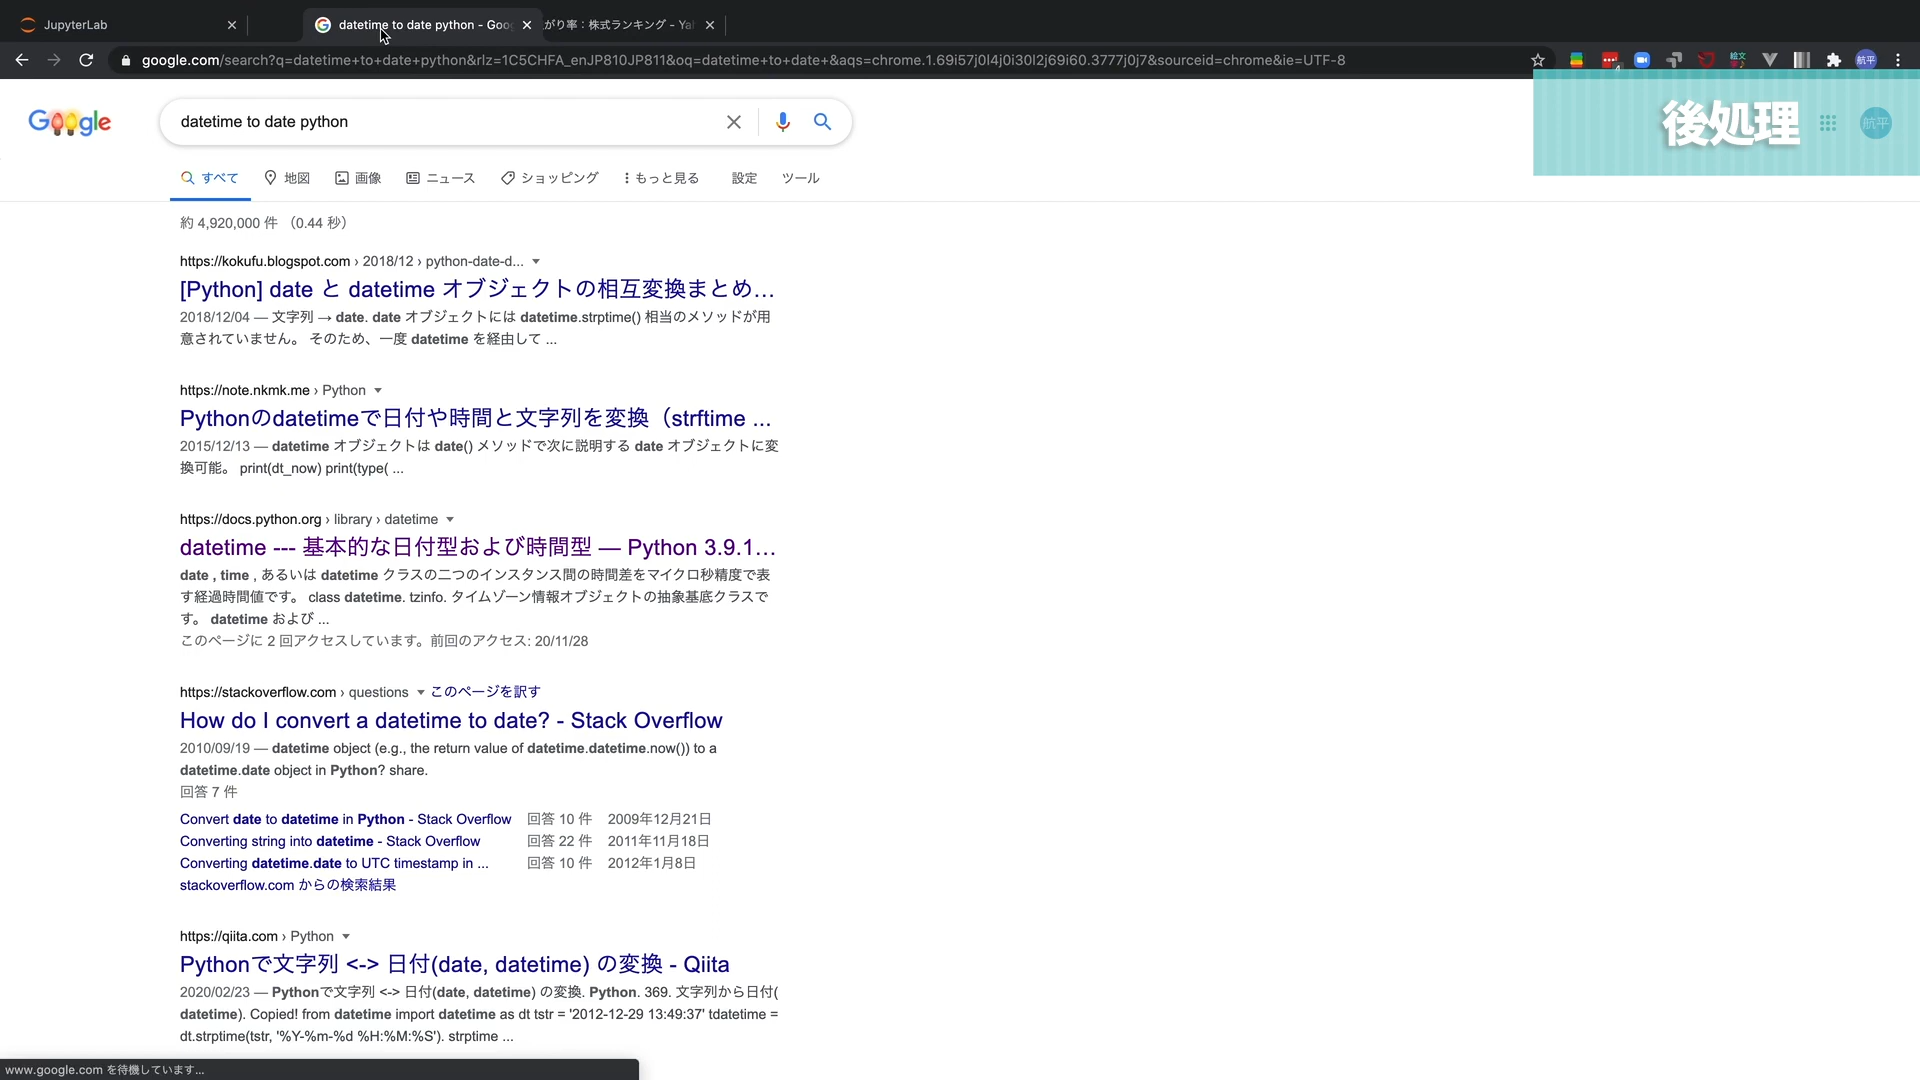 JupyterLab
datetime to date python - Goo
がり率：株式ランキング - Ya
google.com/search?q=datetime+to+date+python&rlz=1C5CHFA_enJP810JP811&oq=datetime+to+date+&aqs=chrome.1.69i57j0l4j0i30l2j69i60.3777j0j7&sourceid=chrome&ie=UTF-8
Google
datetime to date python
後処理
航平
すべて 地図 画像 ニュース ショッピング もっと見る 設定 ツール
約 4,920,000 件 （0.44 秒）
https://kokufu.blogspot.com › 2018/12 › python-date-d...
[Python] date と datetime オブジェクトの相互変換まとめ...
2018/12/04 — 文字列 → date. date オブジェクトには datetime.strptime() 相当のメソッドが用
意されていません。 そのため、一度 datetime を経由して ...
https://note.nkmk.me › Python
Pythonのdatetimeで日付や時間と文字列を変換（strftime ...
2015/12/13 — datetime オブジェクトは date() メソッドで次に説明する date オブジェクトに変
換可能。 print(dt_now) print(type( ...
https://docs.python.org › library › datetime
datetime --- 基本的な日付型および時間型 — Python 3.9.1...
date , time , あるいは datetime クラスの二つのインスタンス間の時間差をマイクロ秒精度で表
す経過時間値です。 class datetime. tzinfo. タイムゾーン情報オブジェクトの抽象基底クラスで
す。 datetime および ...
このページに 2 回アクセスしています。前回のアクセス: 20/11/28
https://stackoverflow.com › questions このページを訳す
How do I convert a datetime to date? - Stack Overflow
2010/09/19 — datetime object (e.g., the return value of datetime.datetime.now()) to a
datetime.date object in Python? share.
回答 7 件
Convert date to datetime in Python - Stack Overflow 回答 10 件 2009年12月21日
Converting string into datetime - Stack Overflow 回答 22 件 2011年11月18日
Converting datetime.date to UTC timestamp in ... 回答 10 件 2012年1月8日
stackoverflow.com からの検索結果
https://qiita.com › Python
Pythonで文字列 <-> 日付(date, datetime) の変換 - Qiita
2020/02/23 — Pythonで文字列 <-> 日付(date, datetime) の変換. Python. 369. 文字列から日付(
datetime). Copied! from datetime import datetime as dt tstr = '2012-12-29 13:49:37' tdatetime =
dt.strptime(tstr, '%Y-%m-%d %H:%M:%S'). strptime ...
www.google.com を待機しています...